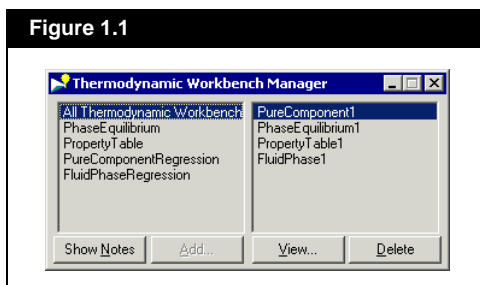 Figure 1.1
Thermodynamic Workbench Manager
All Thermodynamic Workbench
PhaseEquilibrium
PropertyTable
PureComponentRegression
FluidPhaseRegression
PureComponent1
PhaseEquilibrium1
PropertyTable1
FluidPhase1
Show Notes
Add...
View...
Delete